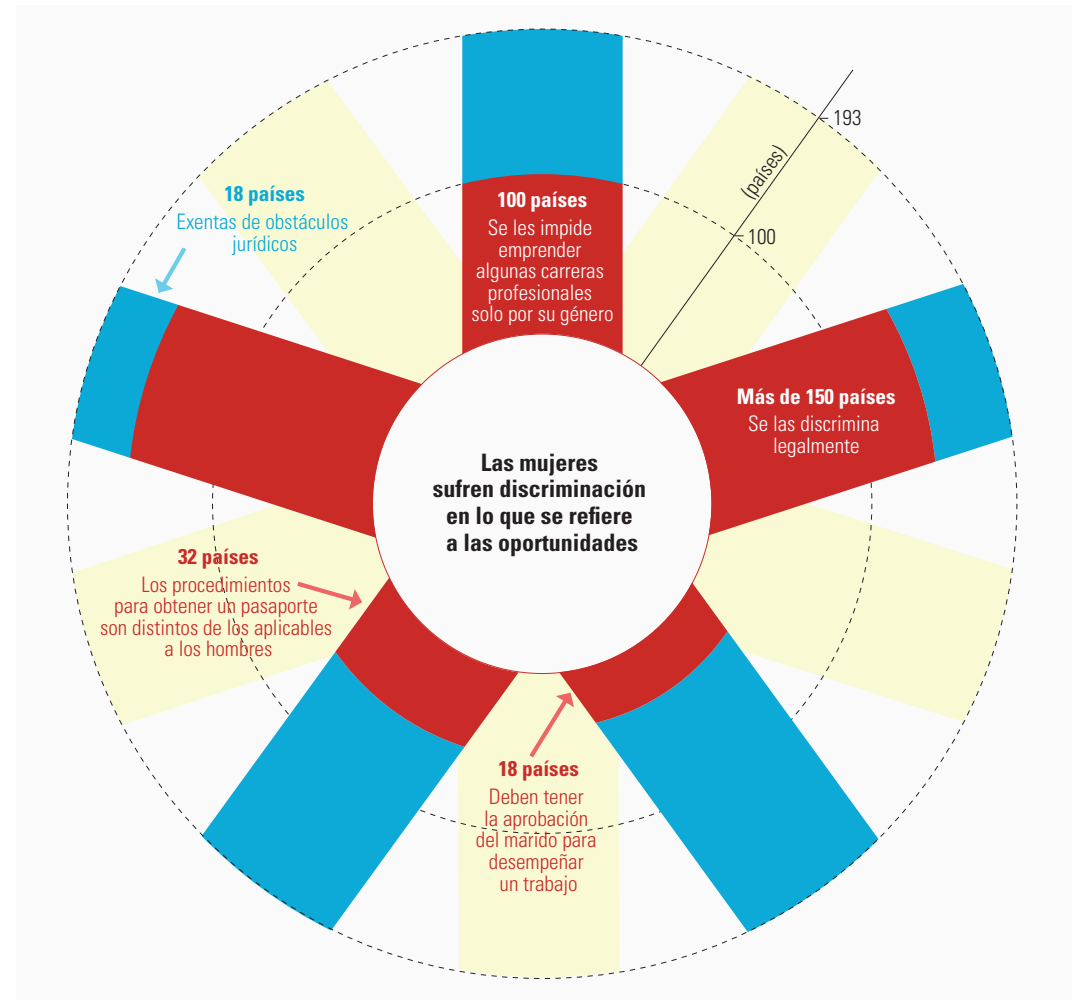 193
(países)
100
18 países
Exentas de obstáculos
jurídicos
100 países
Se les impide
emprender
algunas carreras
profesionales
solo por su género
Más de 150 países
Se las discrimina
legalmente
Las mujeres
sufren discriminación
en lo que se refiere
a las oportunidades
32 países
Los procedimientos
para obtener un pasaporte
son distintos de los aplicables
a los hombres
18 países
Deben tener
la aprobación
del marido para
desempeñar
un trabajo